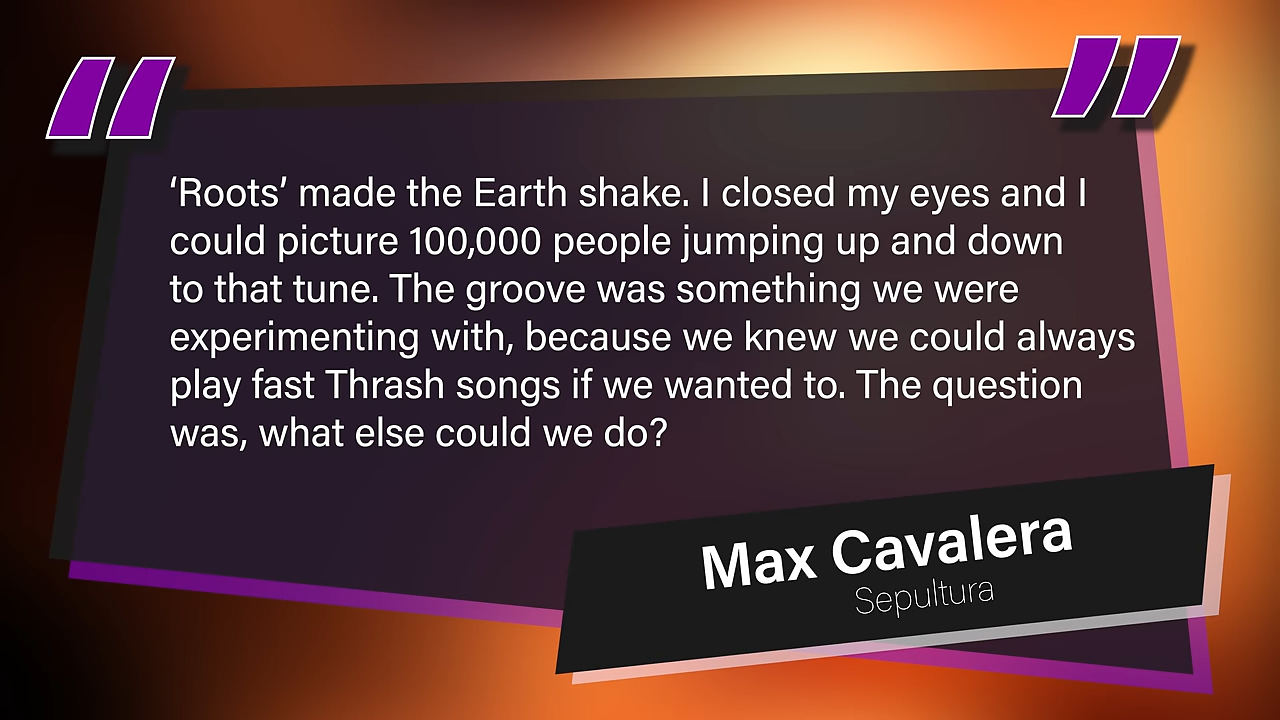 ‘Roots’ made the Earth shake. I closed my eyes and I
could picture 100,000 people jumping up and down
to that tune. The groove was something we were
experimenting with, because we knew we could always
play fast Thrash songs if we wanted to. The question
was, what else could we do?
Max Cavalera
Sepultura